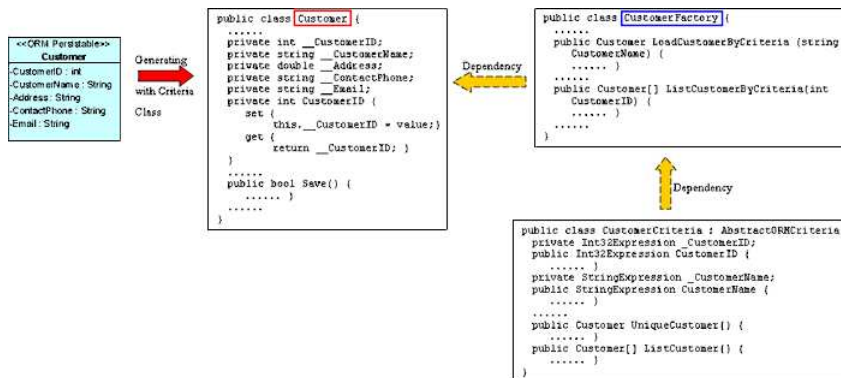 <<ORM Persistable>>
Customer
-CustomerID : int
-CustomerName : String
-Address : String
-ContactPhone : String
-Email : String
Generating
with Criteria
Class
public class Customer {
......
private int __CustomerID;
private string __CustomerName;
private double __Address;
private string __ContactPhone;
private string __Email;
private int CustomerID {
set {
this.__CustomerID = value;}
get {
return __CustomerID; }
}
......
public bool Save() {
...... }
......
}
Dependency
public class CustomerFactory {
......
public Customer LoadCustomerByCriteria (string
CustomerName) {
...... }
......
public Customer[] ListCustomerByCriteria(int
CustomerID) {
...... }
......
}
Dependency
public class CustomerCriteria : AbstractORMCriteria
private Int32Expression _CustomerID;
public Int32Expression CustomerID {
...... }
private StringExpression _CustomerName;
public StringExpression CustomerName {
...... }
......
public Customer UniqueCustomer() {
...... }
public Customer[] ListCustomer() {
...... }
}